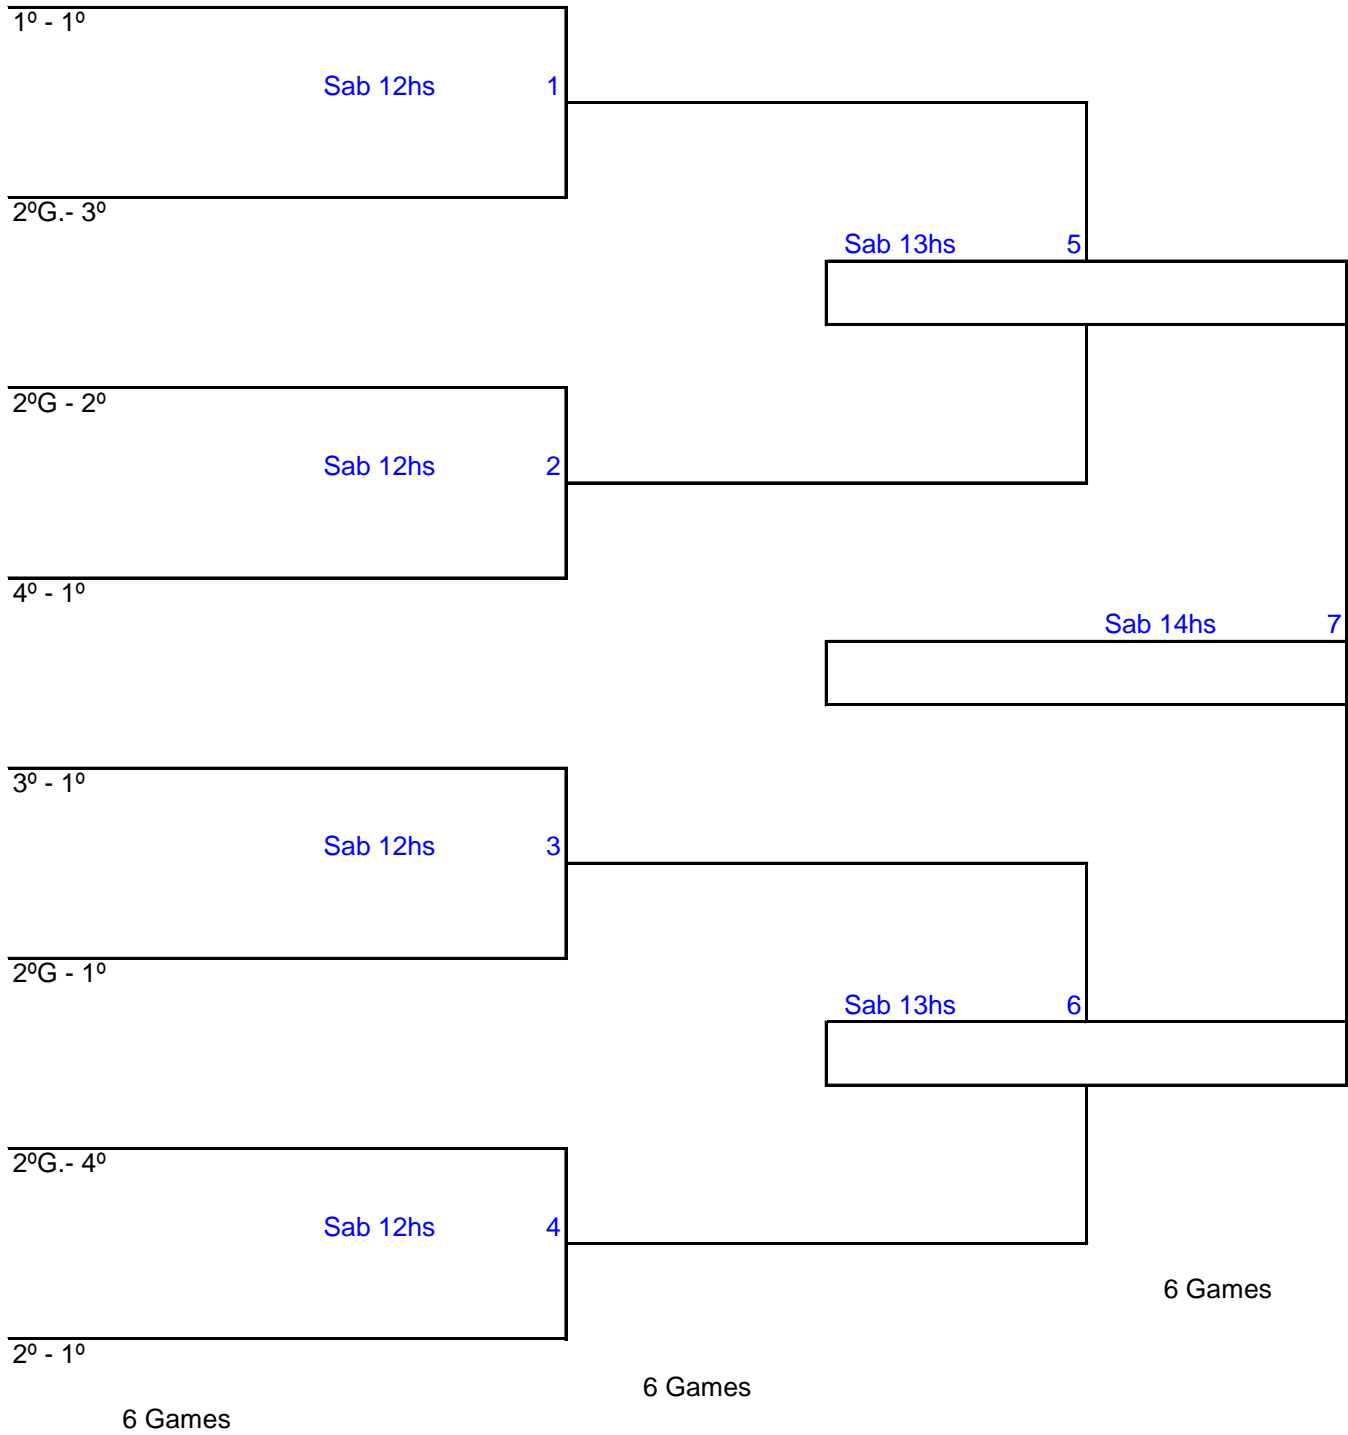 1º - 1º
Sab 12hs 1
2ºG.- 3º
Sab 13hs 5
2ºG - 2º
Sab 12hs 2
4º - 1º
Sab 14hs 7
3º - 1º
Sab 12hs 3
2ºG - 1º
Sab 13hs 6
2ºG.- 4º
Sab 12hs 4
6 Games
2º - 1º
6 Games
6 Games